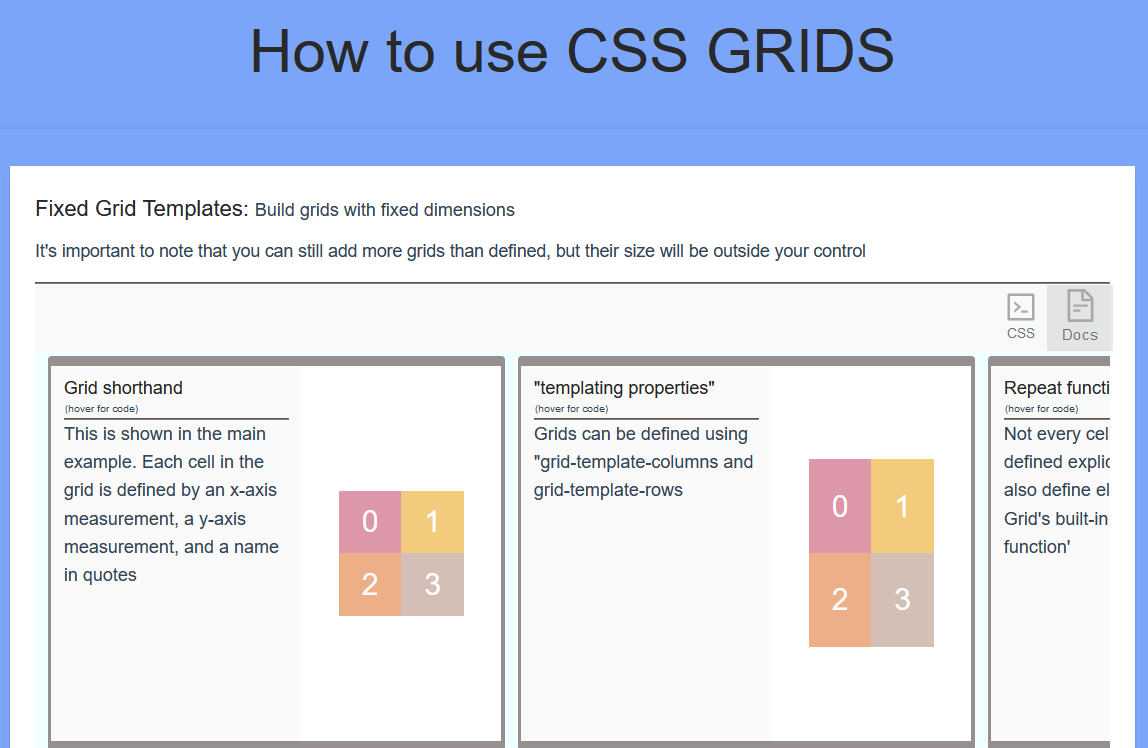 How to use CSS GRIDS
Fixed Grid Templates: Build grids with fixed dimensions
It's important to note that you can still add more grids than defined, but their size will be outside your control
CSS
Docs
Grid shorthand
(hover for code)
This is shown in the main
example. Each cell in the
grid is defined by an x-axis
measurement, a y-axis
measurement, and a name
in quotes
0 1
2 3
"templating properties"
(hover for code)
Grids can be defined using
"grid-template-columns and
grid-template-rows
0 1
2 3
Repeat
(hover for code)
Not every
defined
also define
Grid's built-in
function'